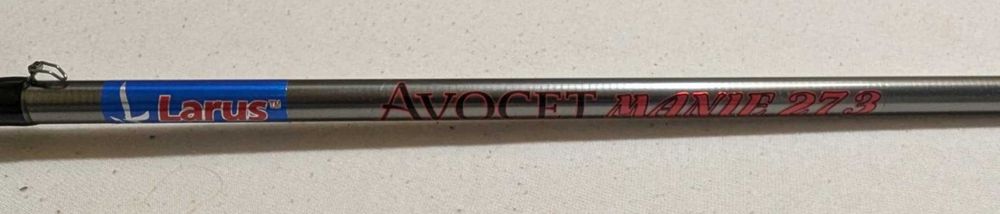 Larus™ AVOCET MANIE 273